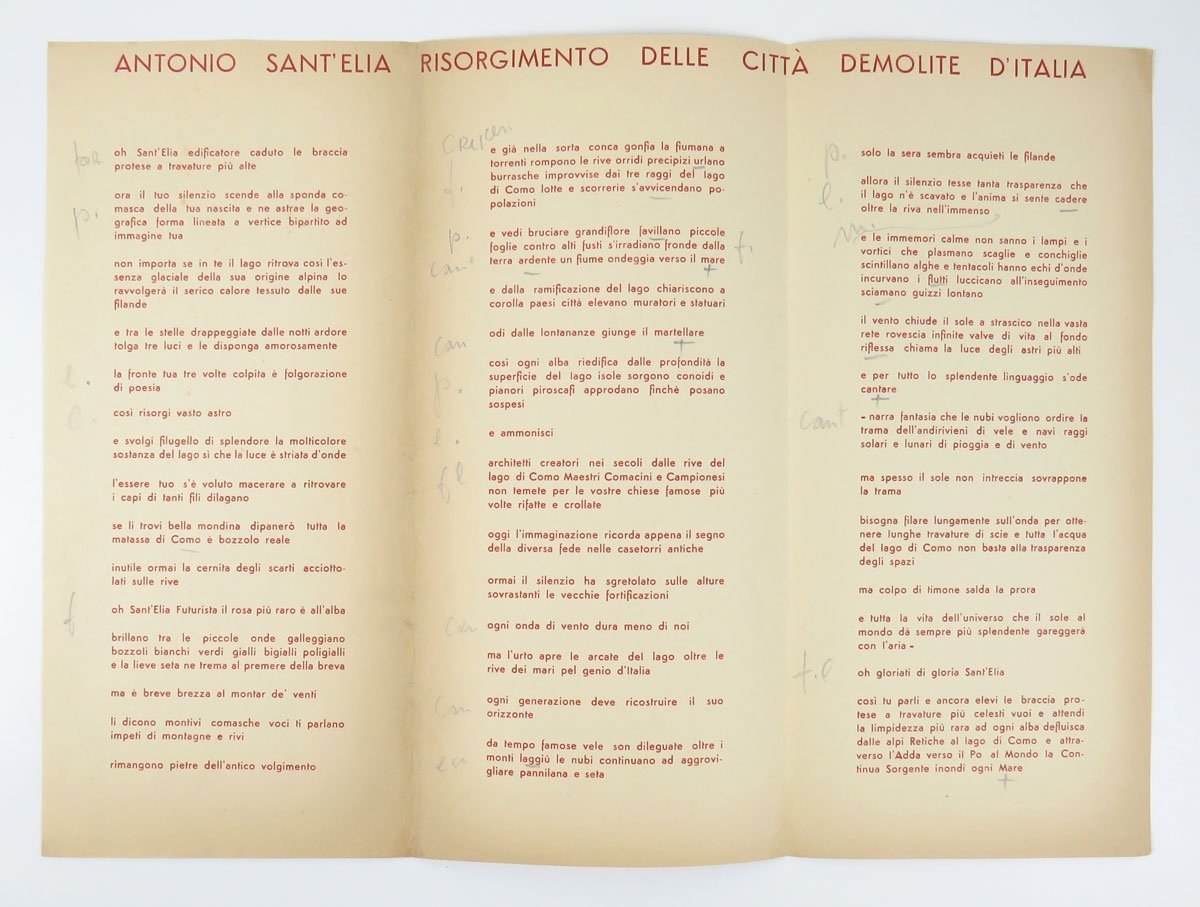 ANTONIO SANT'ELIA RISORGIMENTO DELLE CITTÀ DEMOLITE D'ITALIA
oh Sant'Elia edificatore caduto le braccia
protese a travature più alte
p.
ora il tuo silenzio scende alla sponda co-
masca della tua nascita e ne astrae la geo-
grafica forma lineata a vertice bipartito ad
immagine tua
non importa se in te il lago ritrova così l'es-
senza glaciale della sua origine alpina lo
ravvolgerà il serico calore tessuto dalle sue
filande
e tra le stelle drappeggiate dalle notti ardore
tolga tre luci e le disponga amorosamente
l.
la fronte tua tre volte colpita è folgorazione
di poesia
l.
così risorgi vasto astro
e svolgi filugello di splendore la molticolore
sostanza del lago sì che la luce è striata d'onde
l'essere tuo s'è voluto macerare a ritrovare
i capi di tanti fili dilagano
se li trovi bella mondina dipanerò tutta la
matassa di Como è bozzolo reale
inutile ormai la cernita degli scarti acciotto-
lati sulle rive
f
oh Sant'Elia Futurista il rosa più raro è all'alba
brillano tra le piccole onde galleggiano
bozzoli bianchi verdi gialli bigialli poligialli
e la lieve seta ne trema al premere della breva
ma è breve brezza al montar de' venti
li dicono montivi comasche voci ti parlano
impeti di montagne e rivi
rimangono pietre dell'antico volgimento
e già nella sorta conca gonfia la fiumana a
torrenti rompono le rive orridi precipizi urlano
burrasche improvvise dai tre raggi del lago
di Como lotte e scorrerie s'avvicendano po-
polazioni
f.
p.
e vedi bruciare grandiflore favillano piccole
foglie contro alti fusti s'irradiano fronde dalla
terra ardente un fiume ondeggia verso il mare
cant
f.
e dalla ramificazione del lago chiariscono a
corolla paesi città elevano muratori e statuari
can
odi dalle lontananze giunge il martellare
p.
così ogni alba riedifica dalle profondità la
superficie del lago isole sorgono conoidi e
pianori piroscafi approdano finchè posano
sospesi
l.
e ammonisci
fl
architetti creatori nei secoli dalle rive del
lago di Como Maestri Comacini e Campionesi
non temete per le vostre chiese famose più
volte rifatte e crollate
oggi l'immaginazione ricorda appena il segno
della diversa fede nelle casetorri antiche
ormai il silenzio ha sgretolato sulle alture
sovrastanti le vecchie fortificazioni
can
ogni onda di vento dura meno di noi
ma l'urto apre le arcate del lago oltre le
rive dei mari pel genio d'Italia
can
ogni generazione deve ricostruire il suo
orizzonte
da tempo famose vele son dileguate oltre i
monti laggiù le nubi continuano ad aggrovi-
gliare pannilana e seta
p.
solo la sera sembra acquieti le filande
l.
allora il silenzio tesse tanta trasparenza che
il lago n'è scavato e l'anima si sente cadere
oltre la riva nell'immenso
e le immemori calme non sanno i lampi e i
vortici che plasmano scaglie e conchiglie
scintillano alghe e tentacoli hanno echi d'onde
incurvano i flutti luccicano all'inseguimento
sciamano guizzi lontano
il vento chiude il sole a strascico nella vasta
rete rovescia infinite valve di vita al fondo
riflessa chiama la luce degli astri più alti
e per tutto lo splendente linguaggio s'ode
cantare
cant
- narra fantasia che le nubi vogliono ordire la
trama dell'andirivieni di vele e navi raggi
solari e lunari di pioggia e di vento
ma spesso il sole non intreccia sovrappone
la trama
bisogna filare lungamente sull'onda per otte-
nere lunghe travature di scie e tutta l'acqua
del lago di Como non basta alla trasparenza
degli spazi
ma colpo di timone salda la prora
e tutta la vita dell'universo che il sole al
mondo dà sempre più splendente gareggerà
con l'aria -
f.l
oh gloriati di gloria Sant'Elia
così tu parli e ancora elevi le braccia pro-
tese a travature più celesti vuoi e attendi
la limpidezza più rara ad ogni alba defluisca
dalle alpi Retiche al lago di Como e attra-
verso l'Adda verso il Po al Mondo la Con-
tinua Sorgente inondi ogni Mare